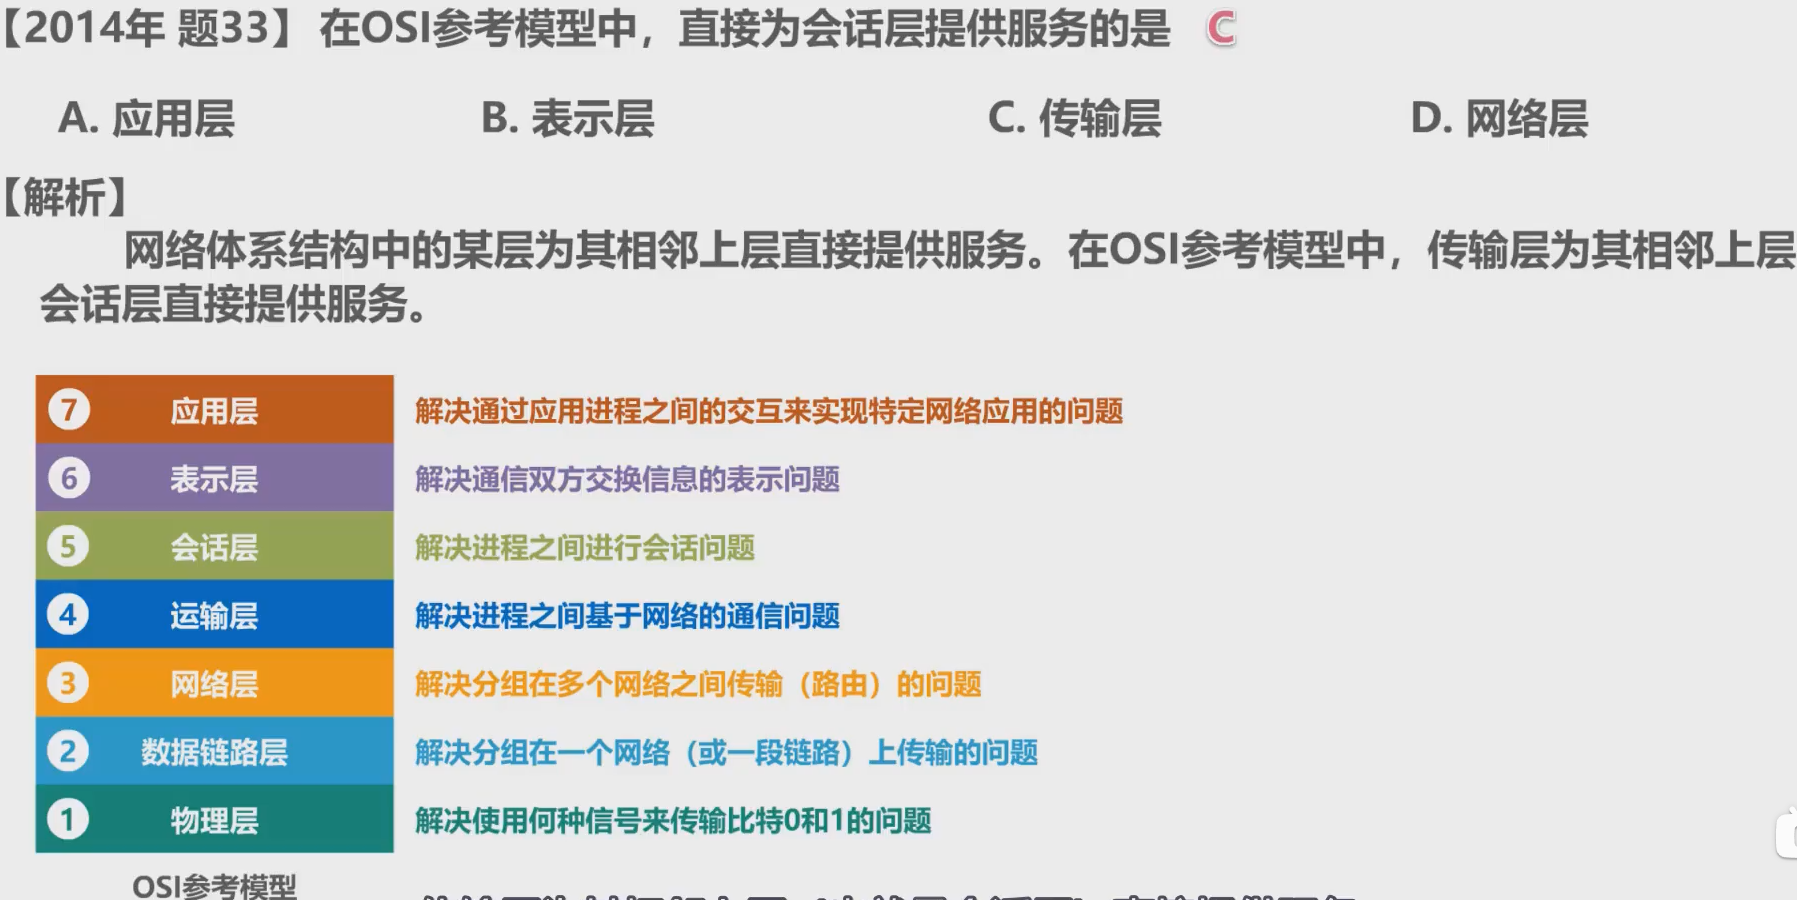 【2014年 题33】 在OSI参考模型中，直接为会话层提供服务的是 C
A. 应用层 B. 表示层 C. 传输层 D. 网络层
【解析】
网络体系结构中的某层为其相邻上层直接提供服务。在OSI参考模型中，传输层为其相邻上层
会话层直接提供服务。
7 应用层 解决通过应用进程之间的交互来实现特定网络应用的问题
6 表示层 解决通信双方交换信息的表示问题
5 会话层 解决进程之间进行会话问题
4 运输层 解决进程之间基于网络的通信问题
3 网络层 解决分组在多个网络之间传输（路由）的问题
2 数据链路层 解决分组在一个网络（或一段链路）上传输的问题
1 物理层 解决使用何种信号来传输比特0和1的问题
OSI参考模型